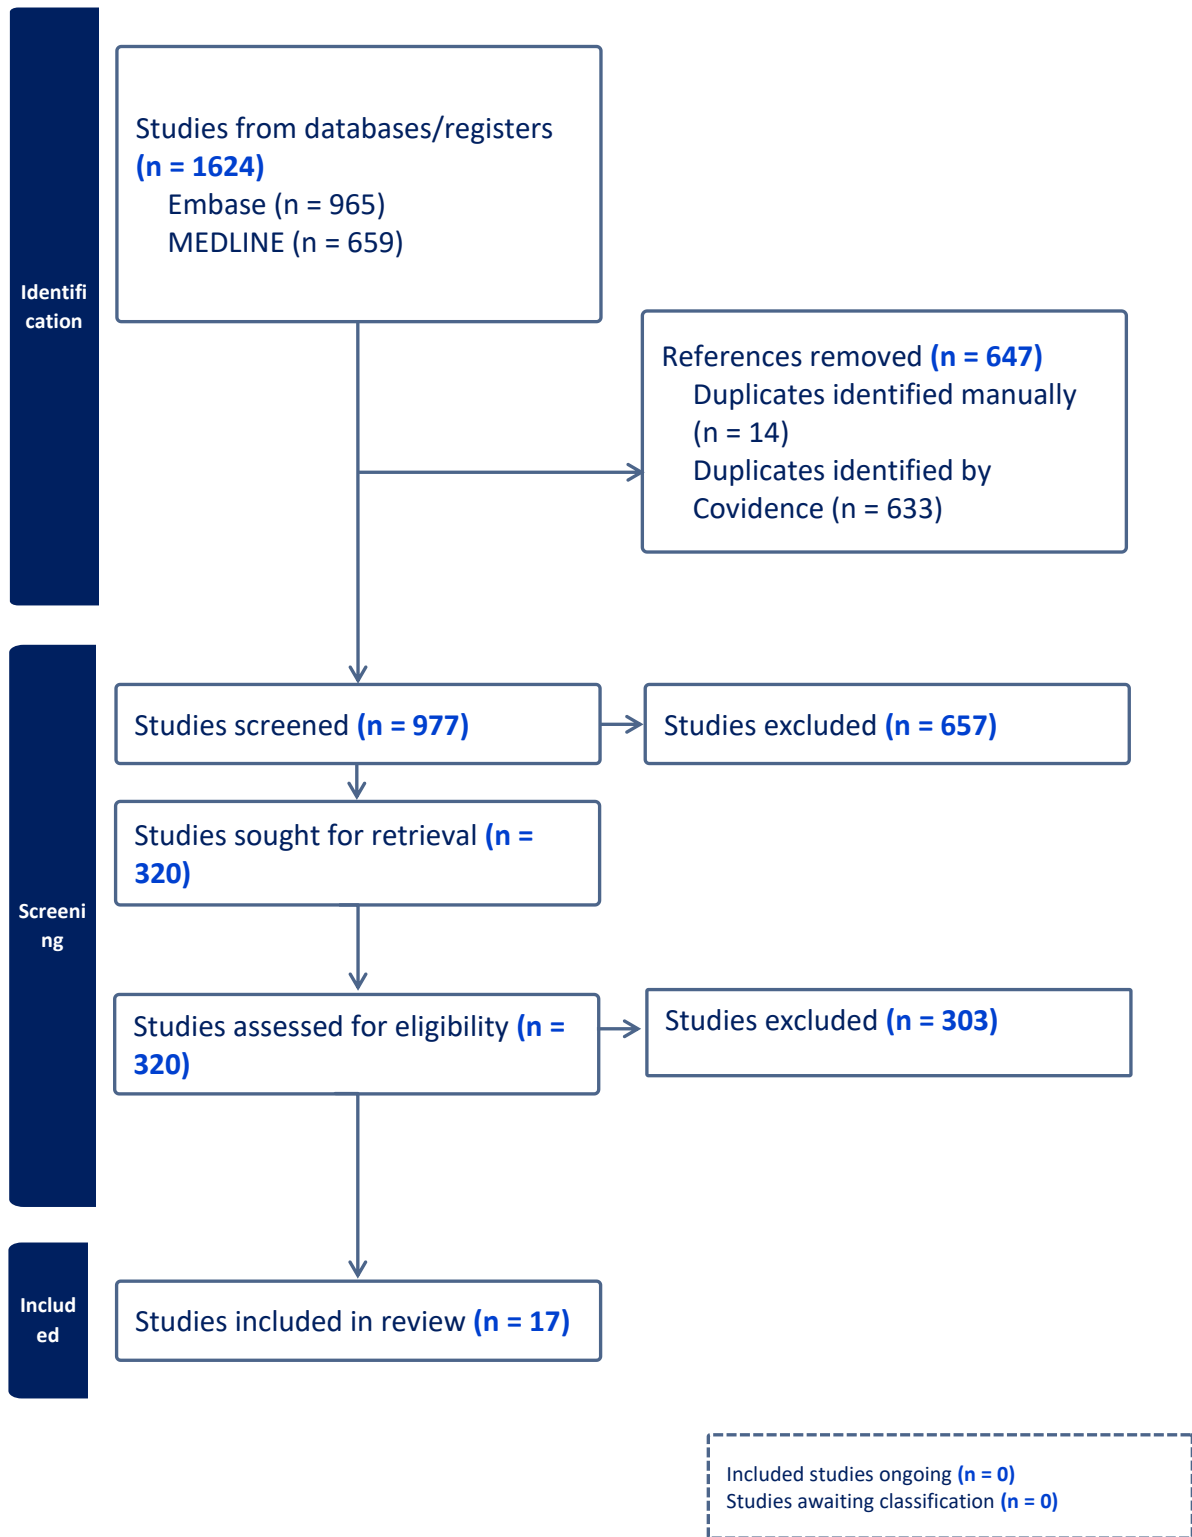 Identifi
cation
Studies from databases/registers
(n = 1624)
Embase (n = 965)
MEDLINE (n = 659)
References removed (n = 647)
Duplicates identified manually
(n = 14)
Duplicates identified by
Covidence (n = 633)
Screeni
ng
Studies screened (n = 977)
Studies excluded (n = 657)
Studies sought for retrieval (n =
320)
Studies assessed for eligibility (n =
320)
Studies excluded (n = 303)
Includ
ed
Studies included in review (n = 17)
Included studies ongoing (n = 0)
Studies awaiting classification (n = 0)